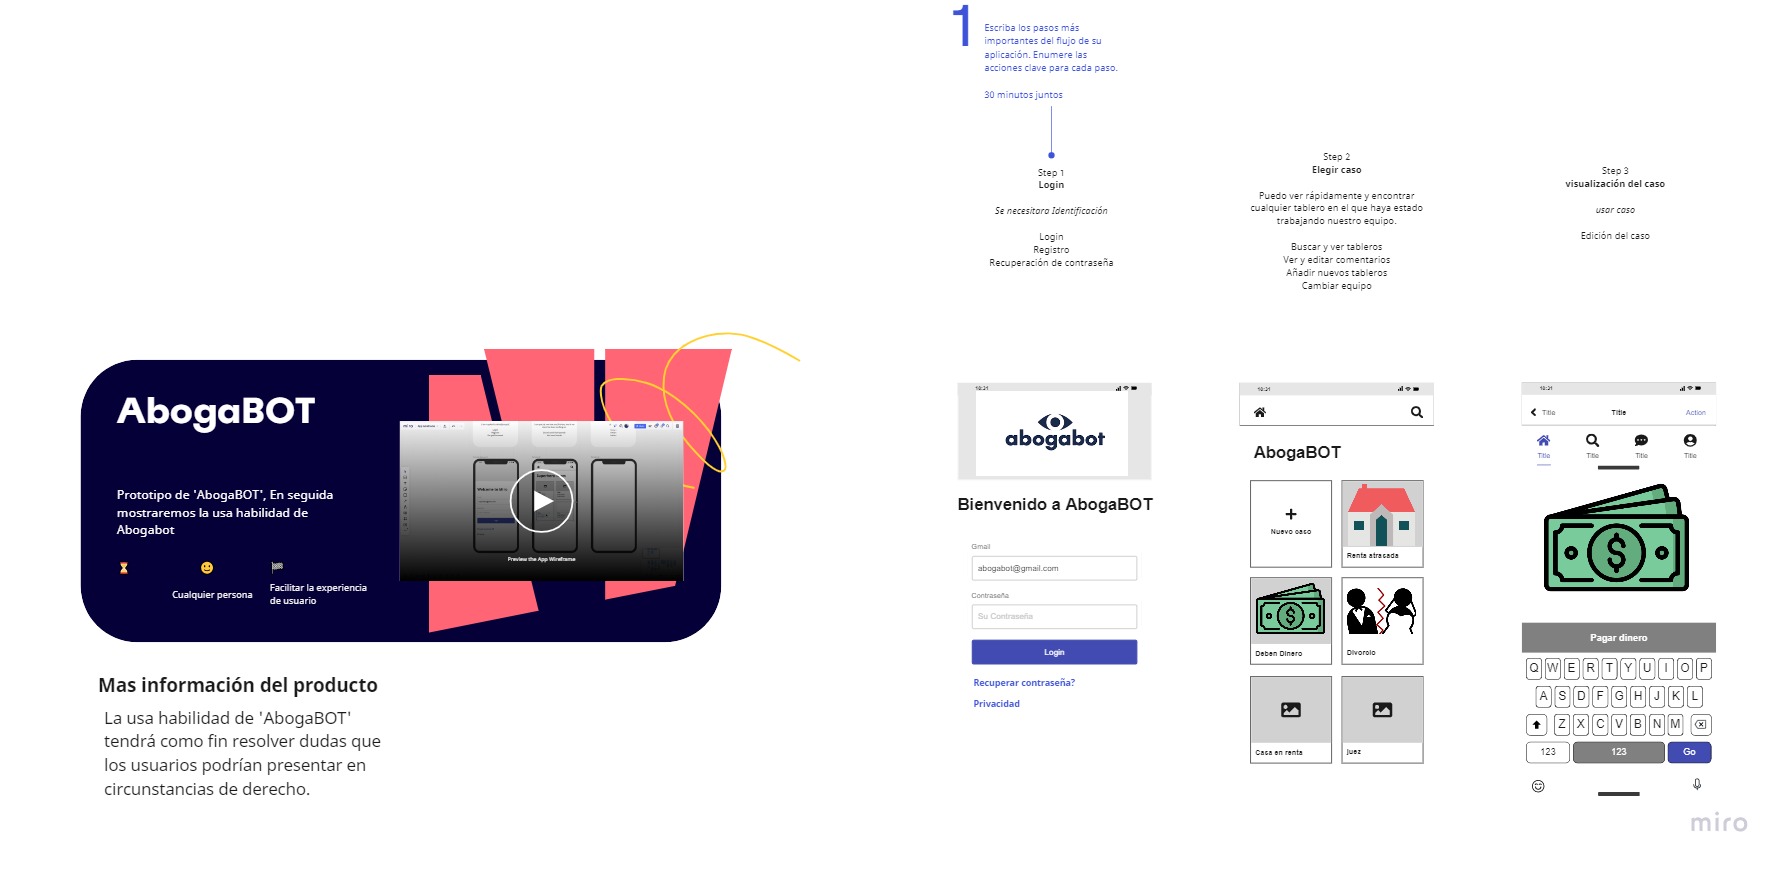 1
Escriba los pasos más
importantes del flujo de su
aplicación. Enumere las
acciones clave para cada paso.
30 minutos juntos
Step 1
Login
Se necesitara Identificación
Login
Registro
Recuperación de contraseña
Step 2
Elegir caso
Puedo ver rápidamente y encontrar
cualquier tablero en el que haya estado
trabajando nuestro equipo.
Buscar y ver tableros
Ver y editar comentarios
Añadir nuevos tableros
Cambiar equipo
Step 3
visualización del caso
usar caso
Edición del caso
AbogaBOT
Prototipo de 'AbogaBOT', En seguida
mostraremos la usa habilidad de
Abogabot
Cualquier persona
Facilitar la experiencia
de usuario
Preview the App Wireframe
Mas información del producto
La usa habilidad de 'AbogaBOT'
tendrá como fin resolver dudas que
los usuarios podrían presentar en
circunstancias de derecho.
18:21
abogabot
Bienvenido a AbogaBOT
Gmail
abogabot@gmail.com
Contraseña
Su Contraseña
Login
Recuperar contraseña?
Privacidad
18:21
AbogaBOT
+
Nuevo caso
Renta atrasada
Deben Dinero
Divorcio
Casa en renta
juez
18:21
Title
Title
Action
Title
Title
Title
Title
Pagar dinero
Q W E R T Y U I O P
A S D F G H J K L
Z X C V B N M
123
123
Go
miro